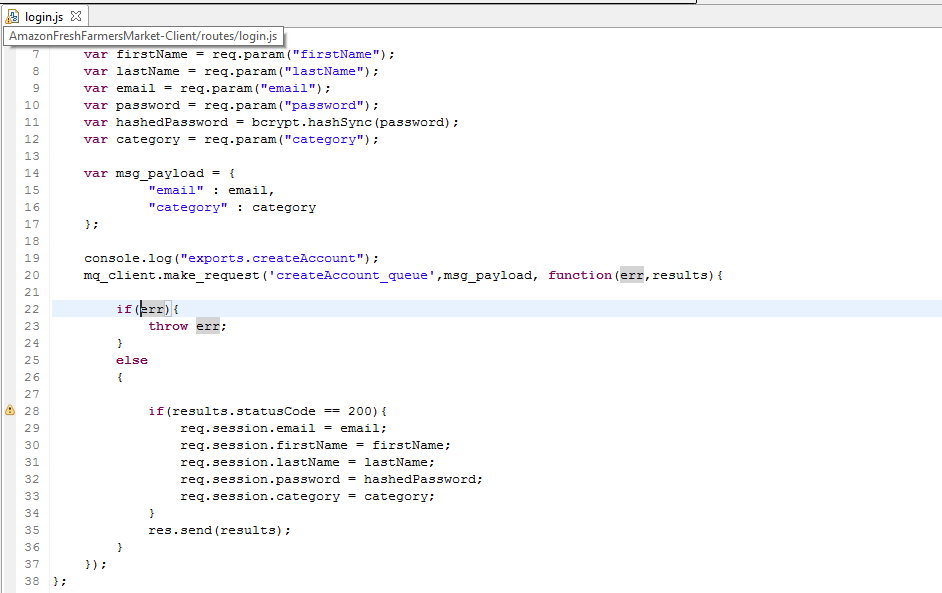 login.js
AmazonFreshFarmersMarket-Client/routes/login.js
7 var firstName = req.param("firstName");
8 var lastName = req.param("lastName");
9 var email = req.param("email");
10 var password = req.param("password");
11 var hashedPassword = bcrypt.hashSync(password);
12 var category = req.param("category");
13
14 var msg_payload = {
15 "email" : email,
16 "category" : category
17 };
18
19 console.log("exports.createAccount");
20 mq_client.make_request('createAccount_queue',msg_payload, function(err,results){
21
22 if(err){
23 throw err;
24 }
25 else
26 {
27
28 if(results.statusCode == 200){
29 req.session.email = email;
30 req.session.firstName = firstName;
31 req.session.lastName = lastName;
32 req.session.password = hashedPassword;
33 req.session.category = category;
34 }
35 res.send(results);
36 }
37 });
38 };